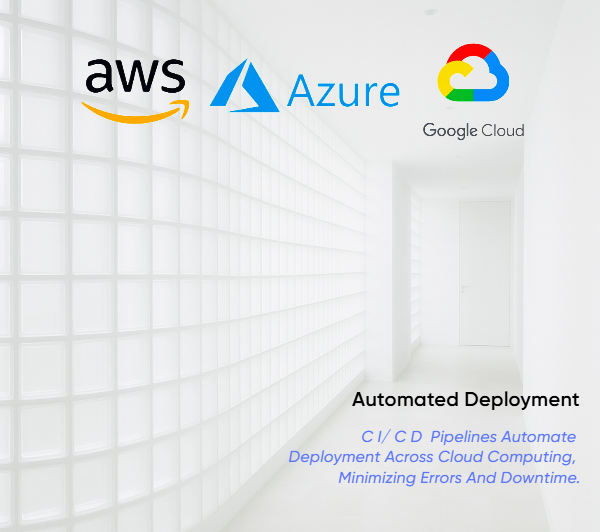 aws
Azure
Google Cloud
Automated Deployment
C I/ C D Pipelines Automate
Deployment Across Cloud Computing,
Minimizing Errors And Downtime.